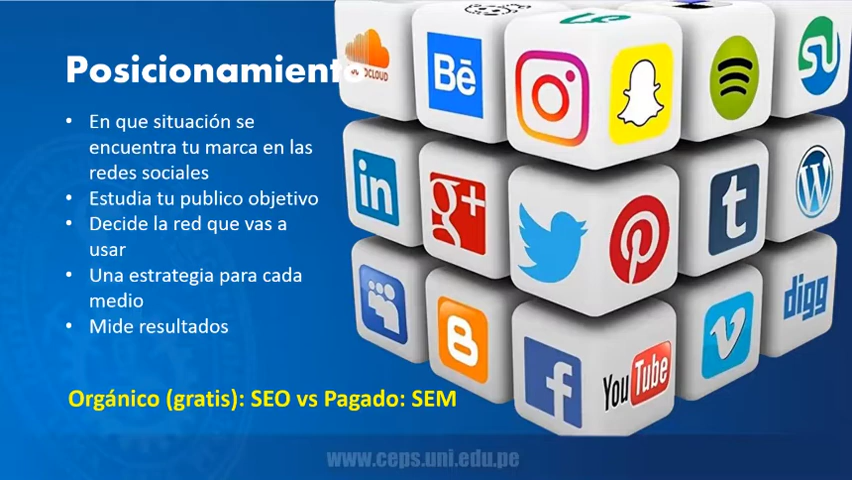 Posicionamiento
• En que situación se
encuentra tu marca en las
redes sociales
• Estudia tu publico objetivo
• Decide la red que vas a
usar
• Una estrategia para cada
medio
• Mide resultados
Orgánico (gratis): SEO vs Pagado: SEM
Bē
in
g+
t
digg
f
YouTube
www.ceps.uni.edu.pe